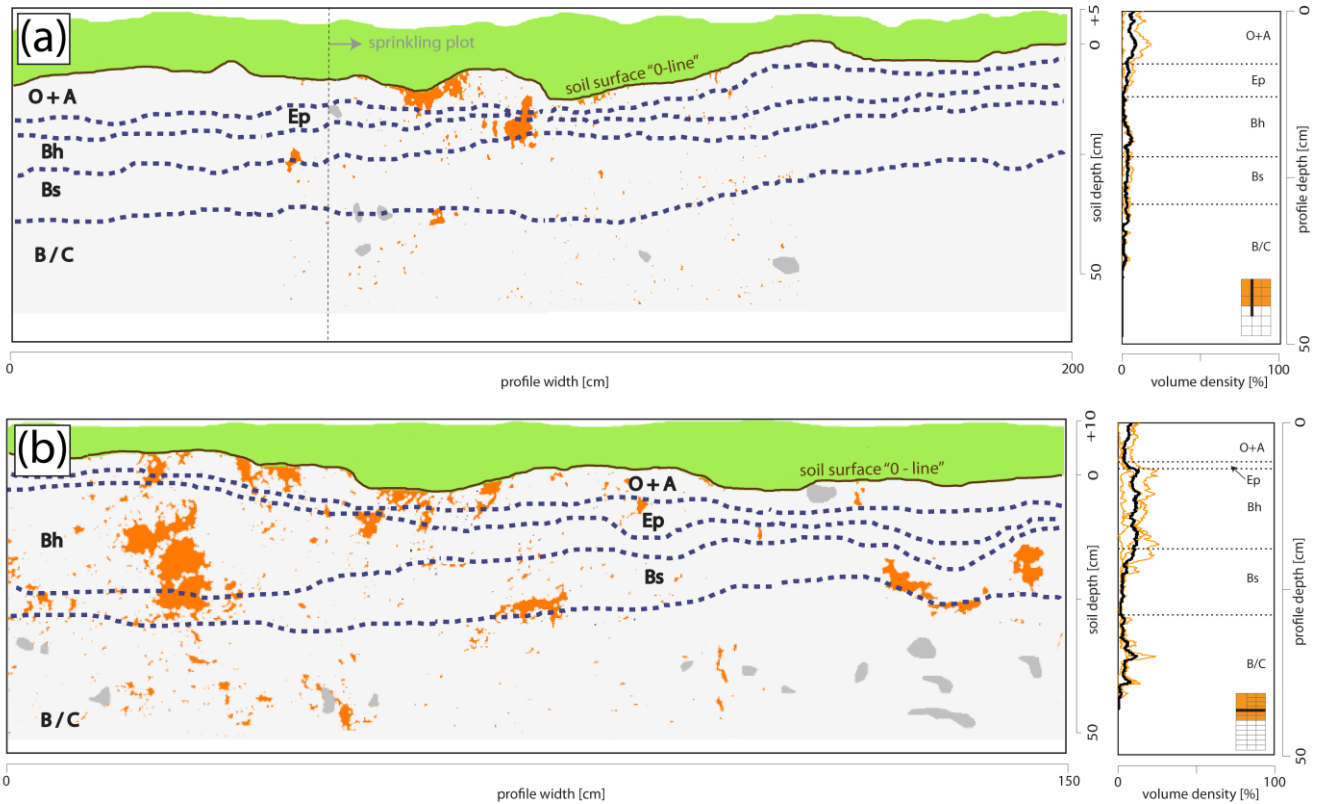 (a)
sprinkling plot
soil surface "0-line"
O + A
Ep
Bh
Bs
B / C
+5
0
soil depth [cm]
50
0
profile width [cm]
200
O+A
Ep
Bh
Bs
B/C
0
profile depth [cm]
50
0
volume density [%]
100
(b)
soil surface "0 - line"
O + A
Ep
Bh
Bs
B / C
+10
0
soil depth [cm]
50
0
profile width [cm]
150
O+A
Ep
Bh
Bs
B/C
0
profile depth [cm]
50
0
volume density [%]
100